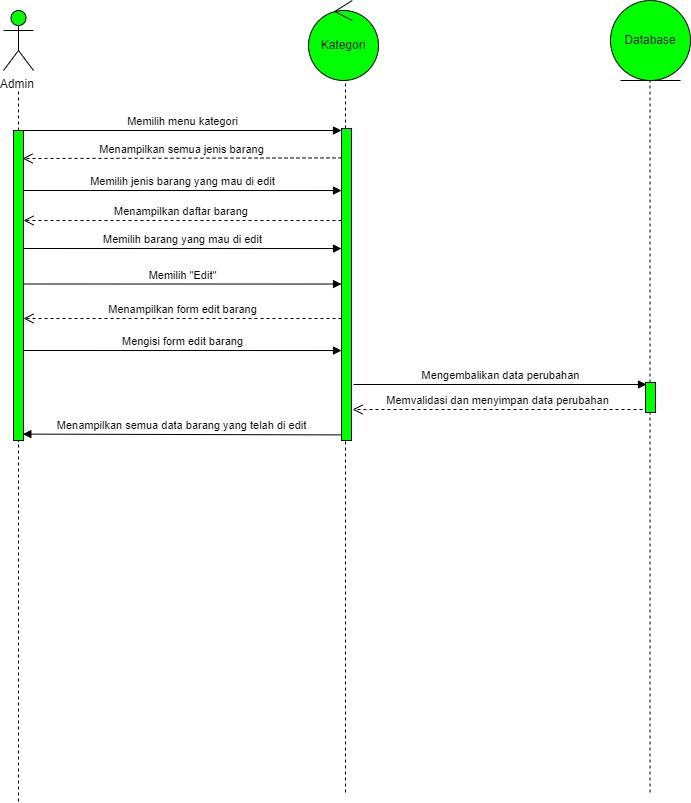 Kategori
Database
Admin
Memilih menu kategori
Menampilkan semua jenis barang
Memilih jenis barang yang mau di edit
Menampilkan daftar barang
Memilih barang yang mau di edit
Memilih "Edit"
Menampilkan form edit barang
Mengisi form edit barang
Mengembalikan data perubahan
Memvalidasi dan menyimpan data perubahan
Menampilkan semua data barang yang telah di edit